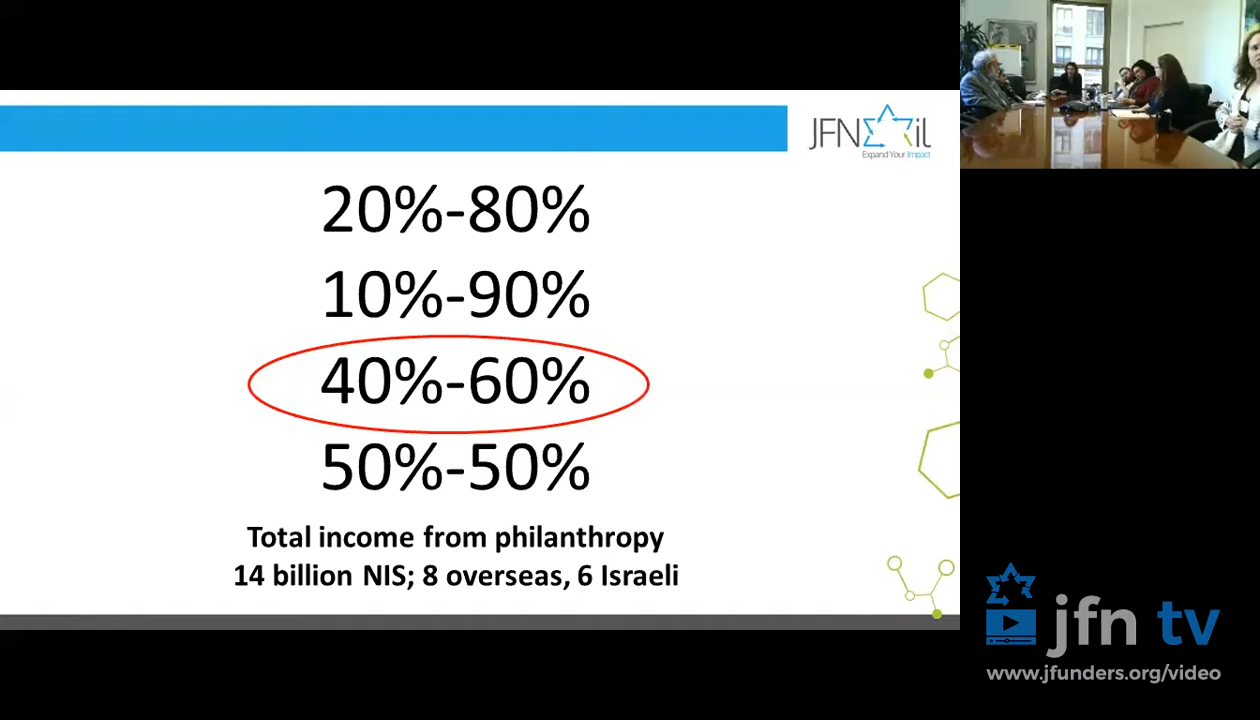 JFN il
Expand Your Impact
20%-80%
10%-90%
40%-60%
50%-50%
Total income from philanthropy
14 billion NIS; 8 overseas, 6 Israeli
jfn tv
www.jfunders.org/video